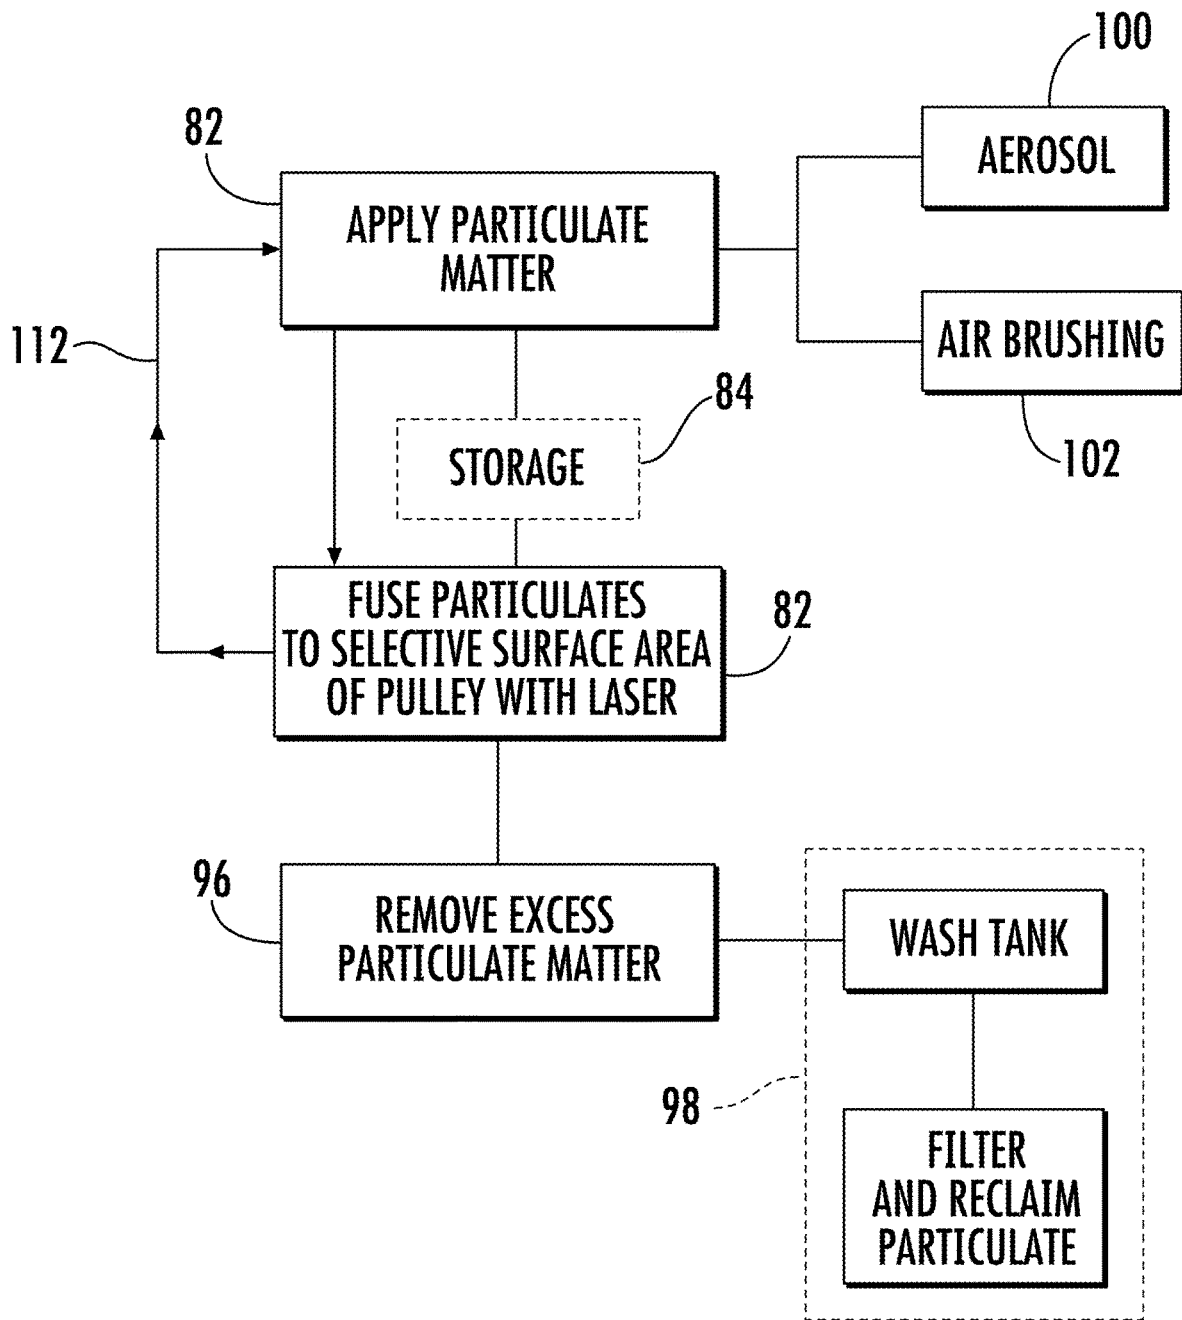 100
AEROSOL
82
APPLY PARTICULATE
MATTER
AIR BRUSHING
112
102
84
STORAGE
FUSE PARTICULATES
TO SELECTIVE SURFACE AREA
OF PULLEY WITH LASER
82
96
REMOVE EXCESS
PARTICULATE MATTER
WASH TANK
98
FILTER
AND RECLAIM
PARTICULATE